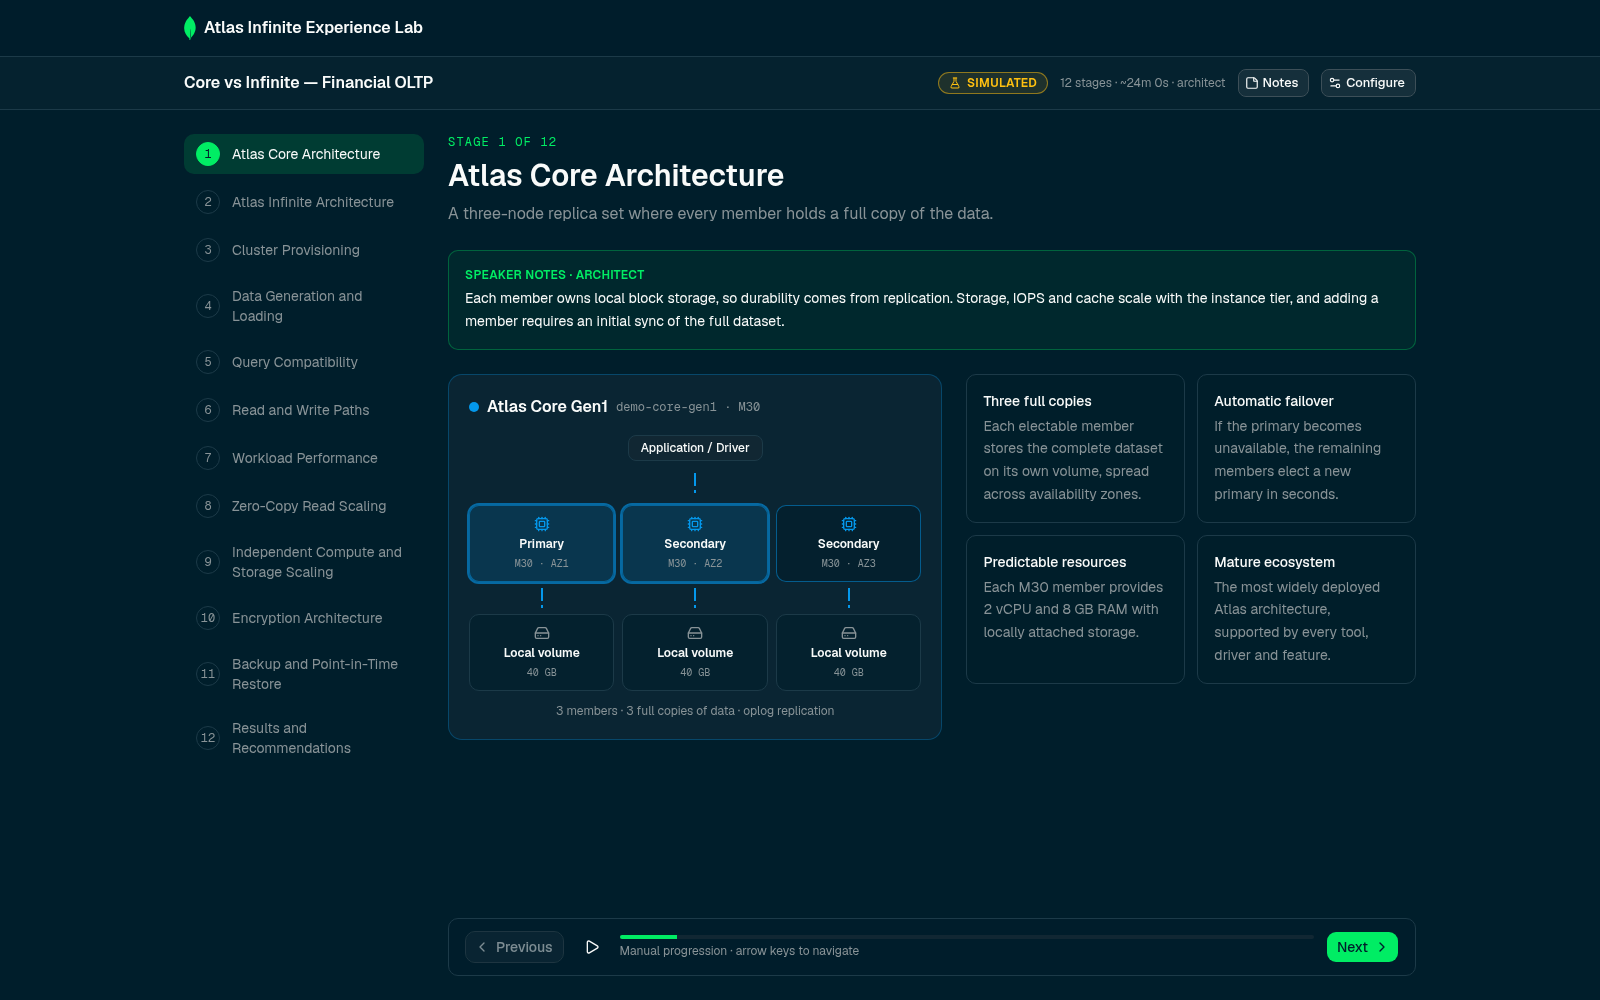 Atlas Infinite Experience Lab
Core vs Infinite — Financial OLTP
SIMULATED
12 stages · ~24m 0s · architect
Notes
Configure
1 Atlas Core Architecture
2 Atlas Infinite Architecture
3 Cluster Provisioning
4 Data Generation and
Loading
5 Query Compatibility
6 Read and Write Paths
7 Workload Performance
8 Zero-Copy Read Scaling
9 Independent Compute and
Storage Scaling
10 Encryption Architecture
11 Backup and Point-in-Time
Restore
12 Results and
Recommendations
STAGE 1 OF 12
Atlas Core Architecture
A three-node replica set where every member holds a full copy of the data.
SPEAKER NOTES · ARCHITECT
Each member owns local block storage, so durability comes from replication. Storage, IOPS and cache scale with the instance tier, and adding a
member requires an initial sync of the full dataset.
Atlas Core Gen1 demo-core-gen1 · M30
Application / Driver
Primary
M30 · AZ1
Secondary
M30 · AZ2
Secondary
M30 · AZ3
Local volume
40 GB
Local volume
40 GB
Local volume
40 GB
3 members · 3 full copies of data · oplog replication
Three full copies
Each electable member
stores the complete dataset
on its own volume, spread
across availability zones.
Automatic failover
If the primary becomes
unavailable, the remaining
members elect a new
primary in seconds.
Predictable resources
Each M30 member provides
2 vCPU and 8 GB RAM with
locally attached storage.
Mature ecosystem
The most widely deployed
Atlas architecture,
supported by every tool,
driver and feature.
Previous
Manual progression · arrow keys to navigate
Next